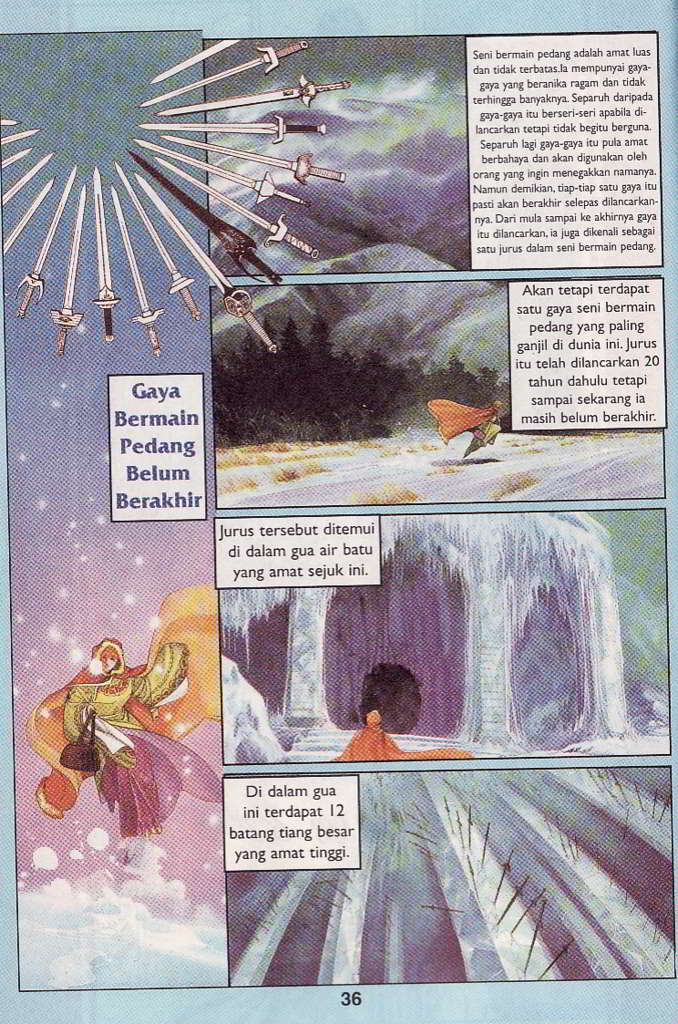 Seni bermain pedang adalah amat luas
dan tidak terbatas.Ia mempunyai gaya-
gaya yang beranika ragam dan tidak
terhingga banyaknya. Separuh daripada
gaya-gaya itu berseri-seri apabila di-
lancarkan tetapi tidak begitu berguna.
Separuh lagi gaya-gaya itu pula amat
berbahaya dan akan digunakan oleh
orang yang ingin menegakkan namanya.
Namun demikian, tiap-tiap satu gaya itu
pasti akan berakhir selepas dilancarkan-
nya. Dari mula sampai ke akhirnya gaya
itu dilancarkan, ia juga dikenali sebagai
satu jurus dalam seni bermain pedang.
Akan tetapi terdapat
satu gaya seni bermain
pedang yang paling
ganjil di dunia ini. Jurus
itu telah dilancarkan 20
tahun dahulu tetapi
sampai sekarang ia
masih belum berakhir.
Gaya
Bermain
Pedang
Belum
Berakhir
Jurus tersebut ditemui
di dalam gua air batu
yang amat sejuk ini.
Di dalam gua
ini terdapat 12
batang tiang besar
yang amat tinggi.
36